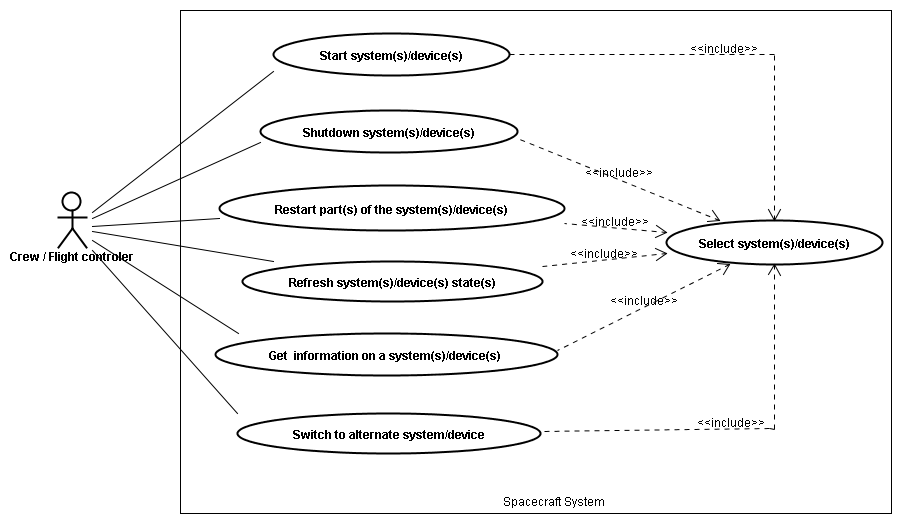 Start system(s)/device(s)
<<include>>
Shutdown system(s)/device(s)
<<include>>
Restart part(s) of the system(s)/device(s)
<<include>>
Select system(s)/device(s)
Crew / Flight controler
<<include>>
Refresh system(s)/device(s) state(s)
<<include>>
Get information on a system(s)/device(s)
<<include>>
Switch to alternate system/device
Spacecraft System